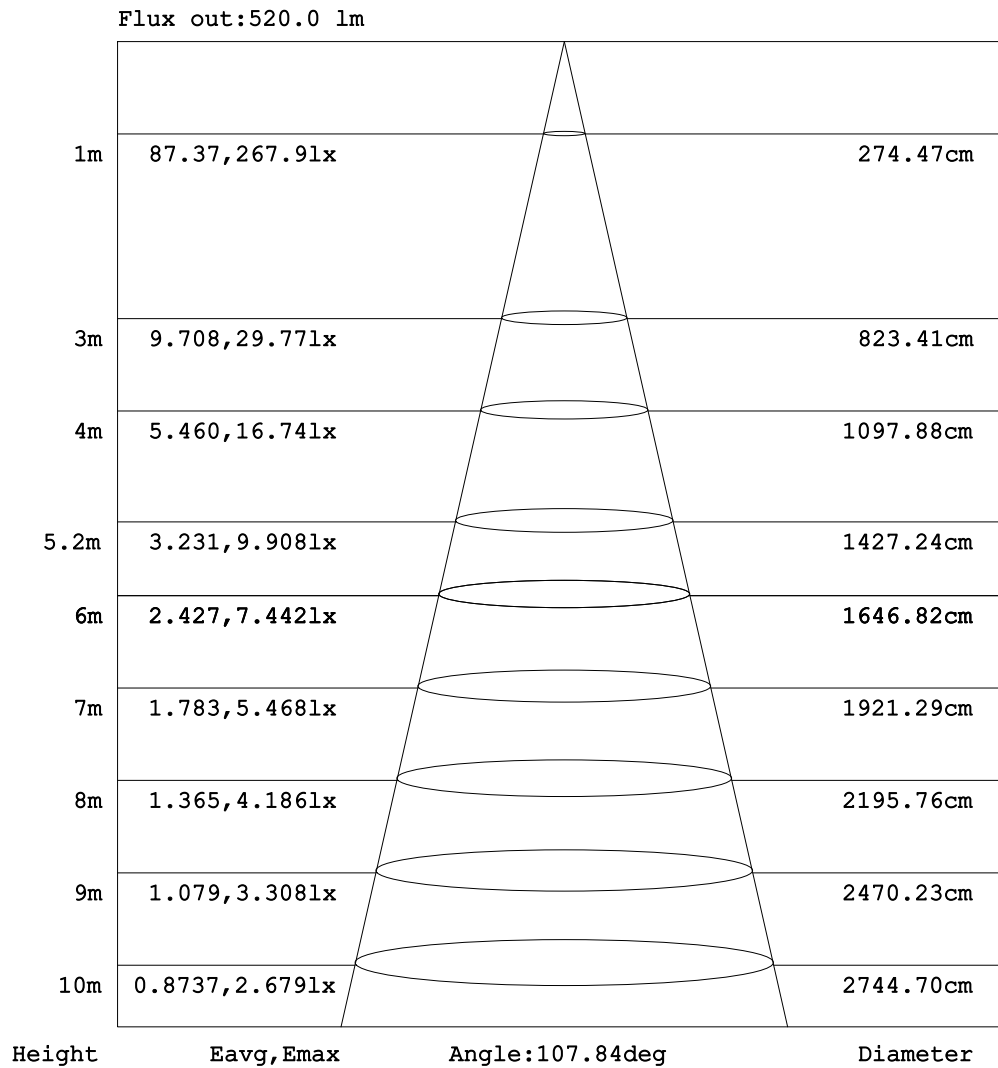 Flux out:520.0 lm
1m 87.37,267.9lx 274.47cm
3m 9.708,29.77lx 823.41cm
4m 5.460,16.74lx 1097.88cm
5.2m 3.231,9.908lx 1427.24cm
6m 2.427,7.442lx 1646.82cm
7m 1.783,5.468lx 1921.29cm
8m 1.365,4.186lx 2195.76cm
9m 1.079,3.308lx 2470.23cm
10m 0.8737,2.679lx 2744.70cm
Height Eavg,Emax Angle:107.84deg Diameter